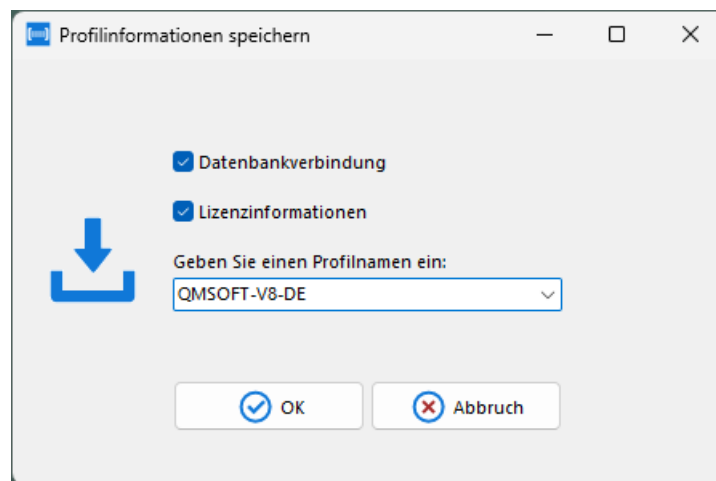 Profilinformationen speichern
Datenbankverbindung
Lizenzinformationen
Geben Sie einen Profilnamen ein:
QMSOFT-V8-DE
OK
Abbruch